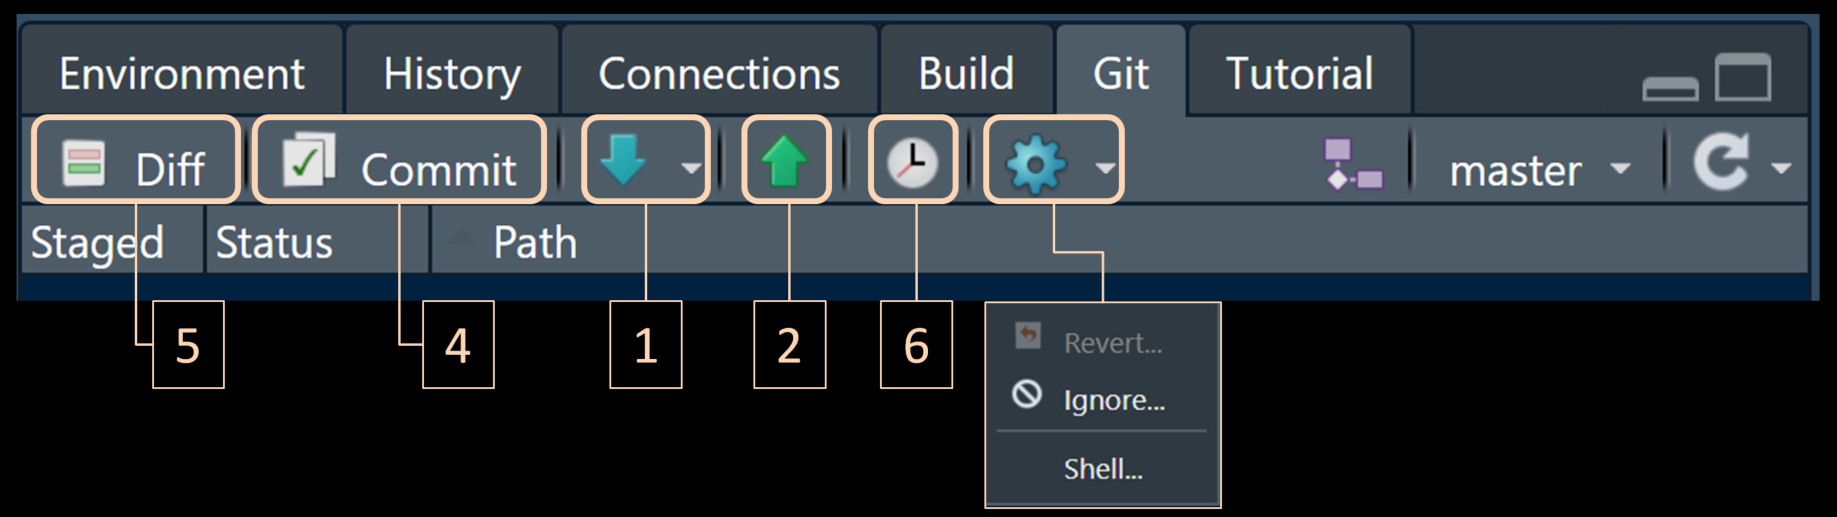 Environment History Connections Build Git Tutorial
Diff Commit master
Staged Status Path
5 4 1 2 6
Revert...
Ignore...
Shell...